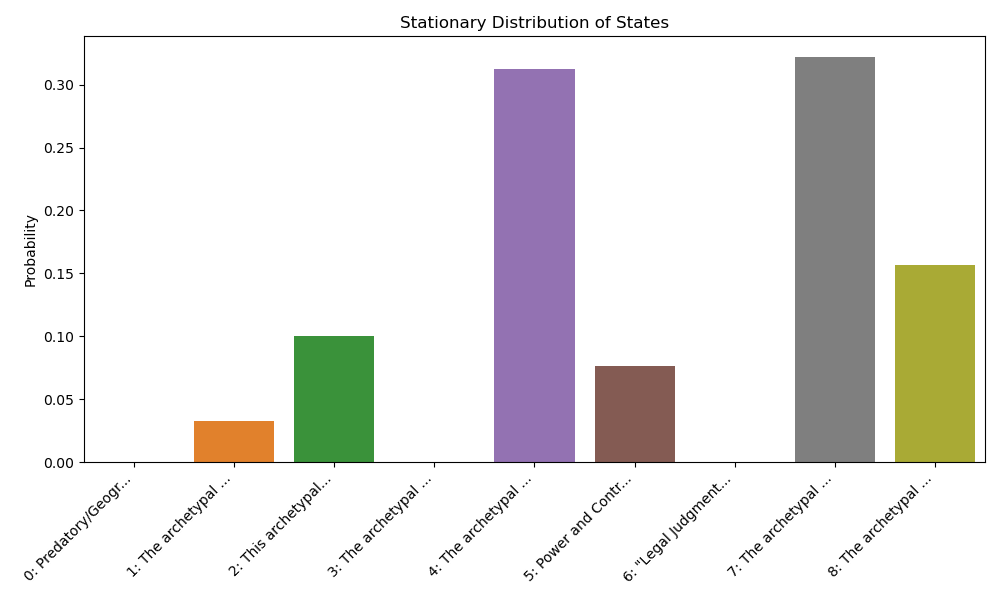 Stationary Distribution of States
Probability
0.30
0.25
0.20
0.15
0.10
0.05
0.00
0: Predatory/Geogr...
1: The archetypal ...
2: This archetypal...
3: The archetypal ...
4: The archetypal ...
5: Power and Contr...
6: "Legal Judgment...
7: The archetypal ...
8: The archetypal ...